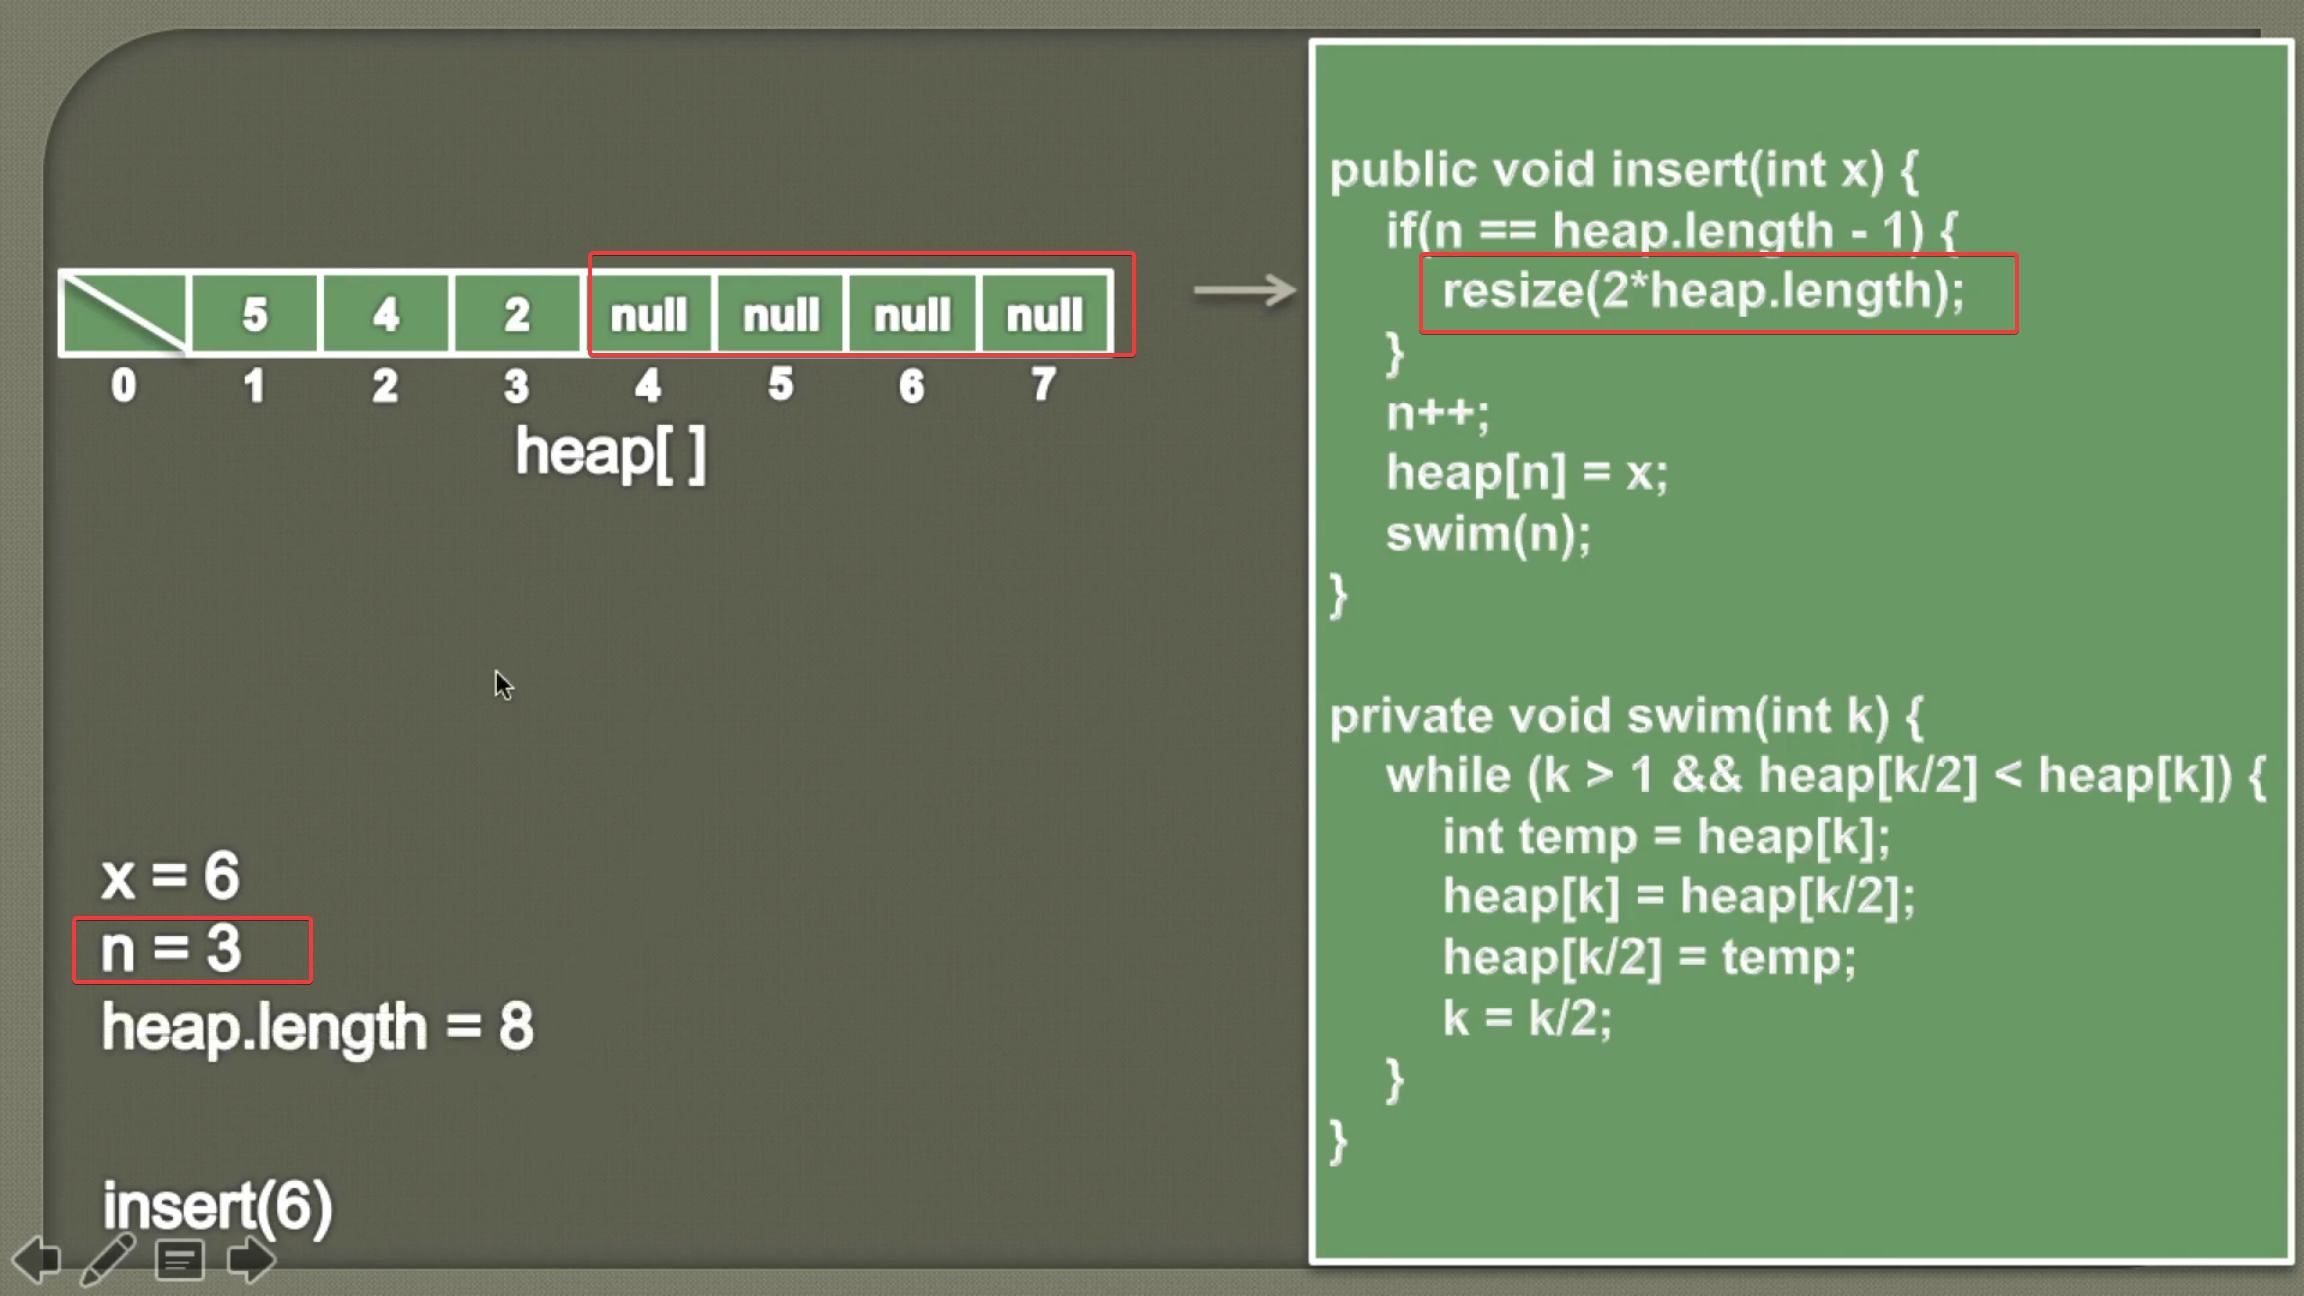 5 4 2 null null null null
0 1 2 3 4 5 6 7
heap[ ]
x = 6
n = 3
heap.length = 8
insert(6)
public void insert(int x) {
if(n == heap.length - 1) {
resize(2*heap.length);
}
n++;
heap[n] = x;
swim(n);
}
private void swim(int k) {
while (k > 1 && heap[k/2] < heap[k]) {
int temp = heap[k];
heap[k] = heap[k/2];
heap[k/2] = temp;
k = k/2;
}
}